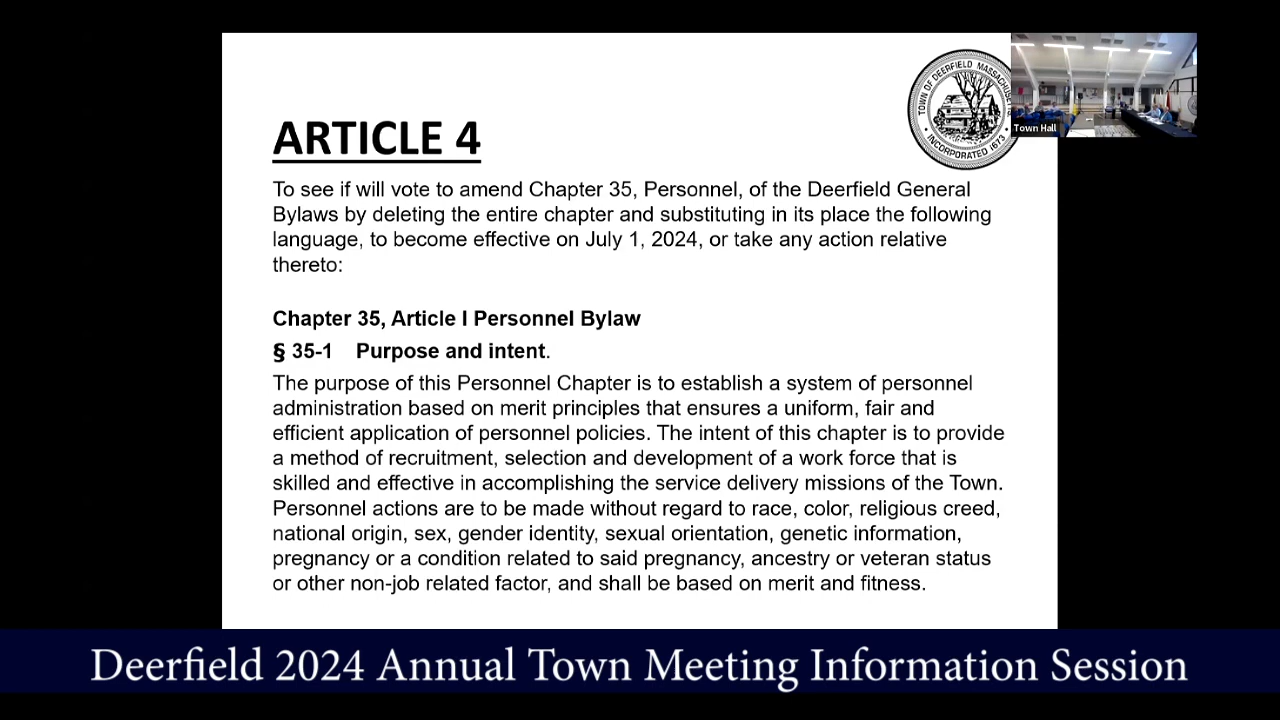 TOWN OF DEERFIELD MASSACHUSE
INCORPORATED 1673
Town Hall
ARTICLE 4
To see if will vote to amend Chapter 35, Personnel, of the Deerfield General
Bylaws by deleting the entire chapter and substituting in its place the following
language, to become effective on July 1, 2024, or take any action relative
thereto:
Chapter 35, Article I Personnel Bylaw
§ 35-1 Purpose and intent.
The purpose of this Personnel Chapter is to establish a system of personnel
administration based on merit principles that ensures a uniform, fair and
efficient application of personnel policies. The intent of this chapter is to provide
a method of recruitment, selection and development of a work force that is
skilled and effective in accomplishing the service delivery missions of the Town.
Personnel actions are to be made without regard to race, color, religious creed,
national origin, sex, gender identity, sexual orientation, genetic information,
pregnancy or a condition related to said pregnancy, ancestry or veteran status
or other non-job related factor, and shall be based on merit and fitness.
Deerfield 2024 Annual Town Meeting Information Session